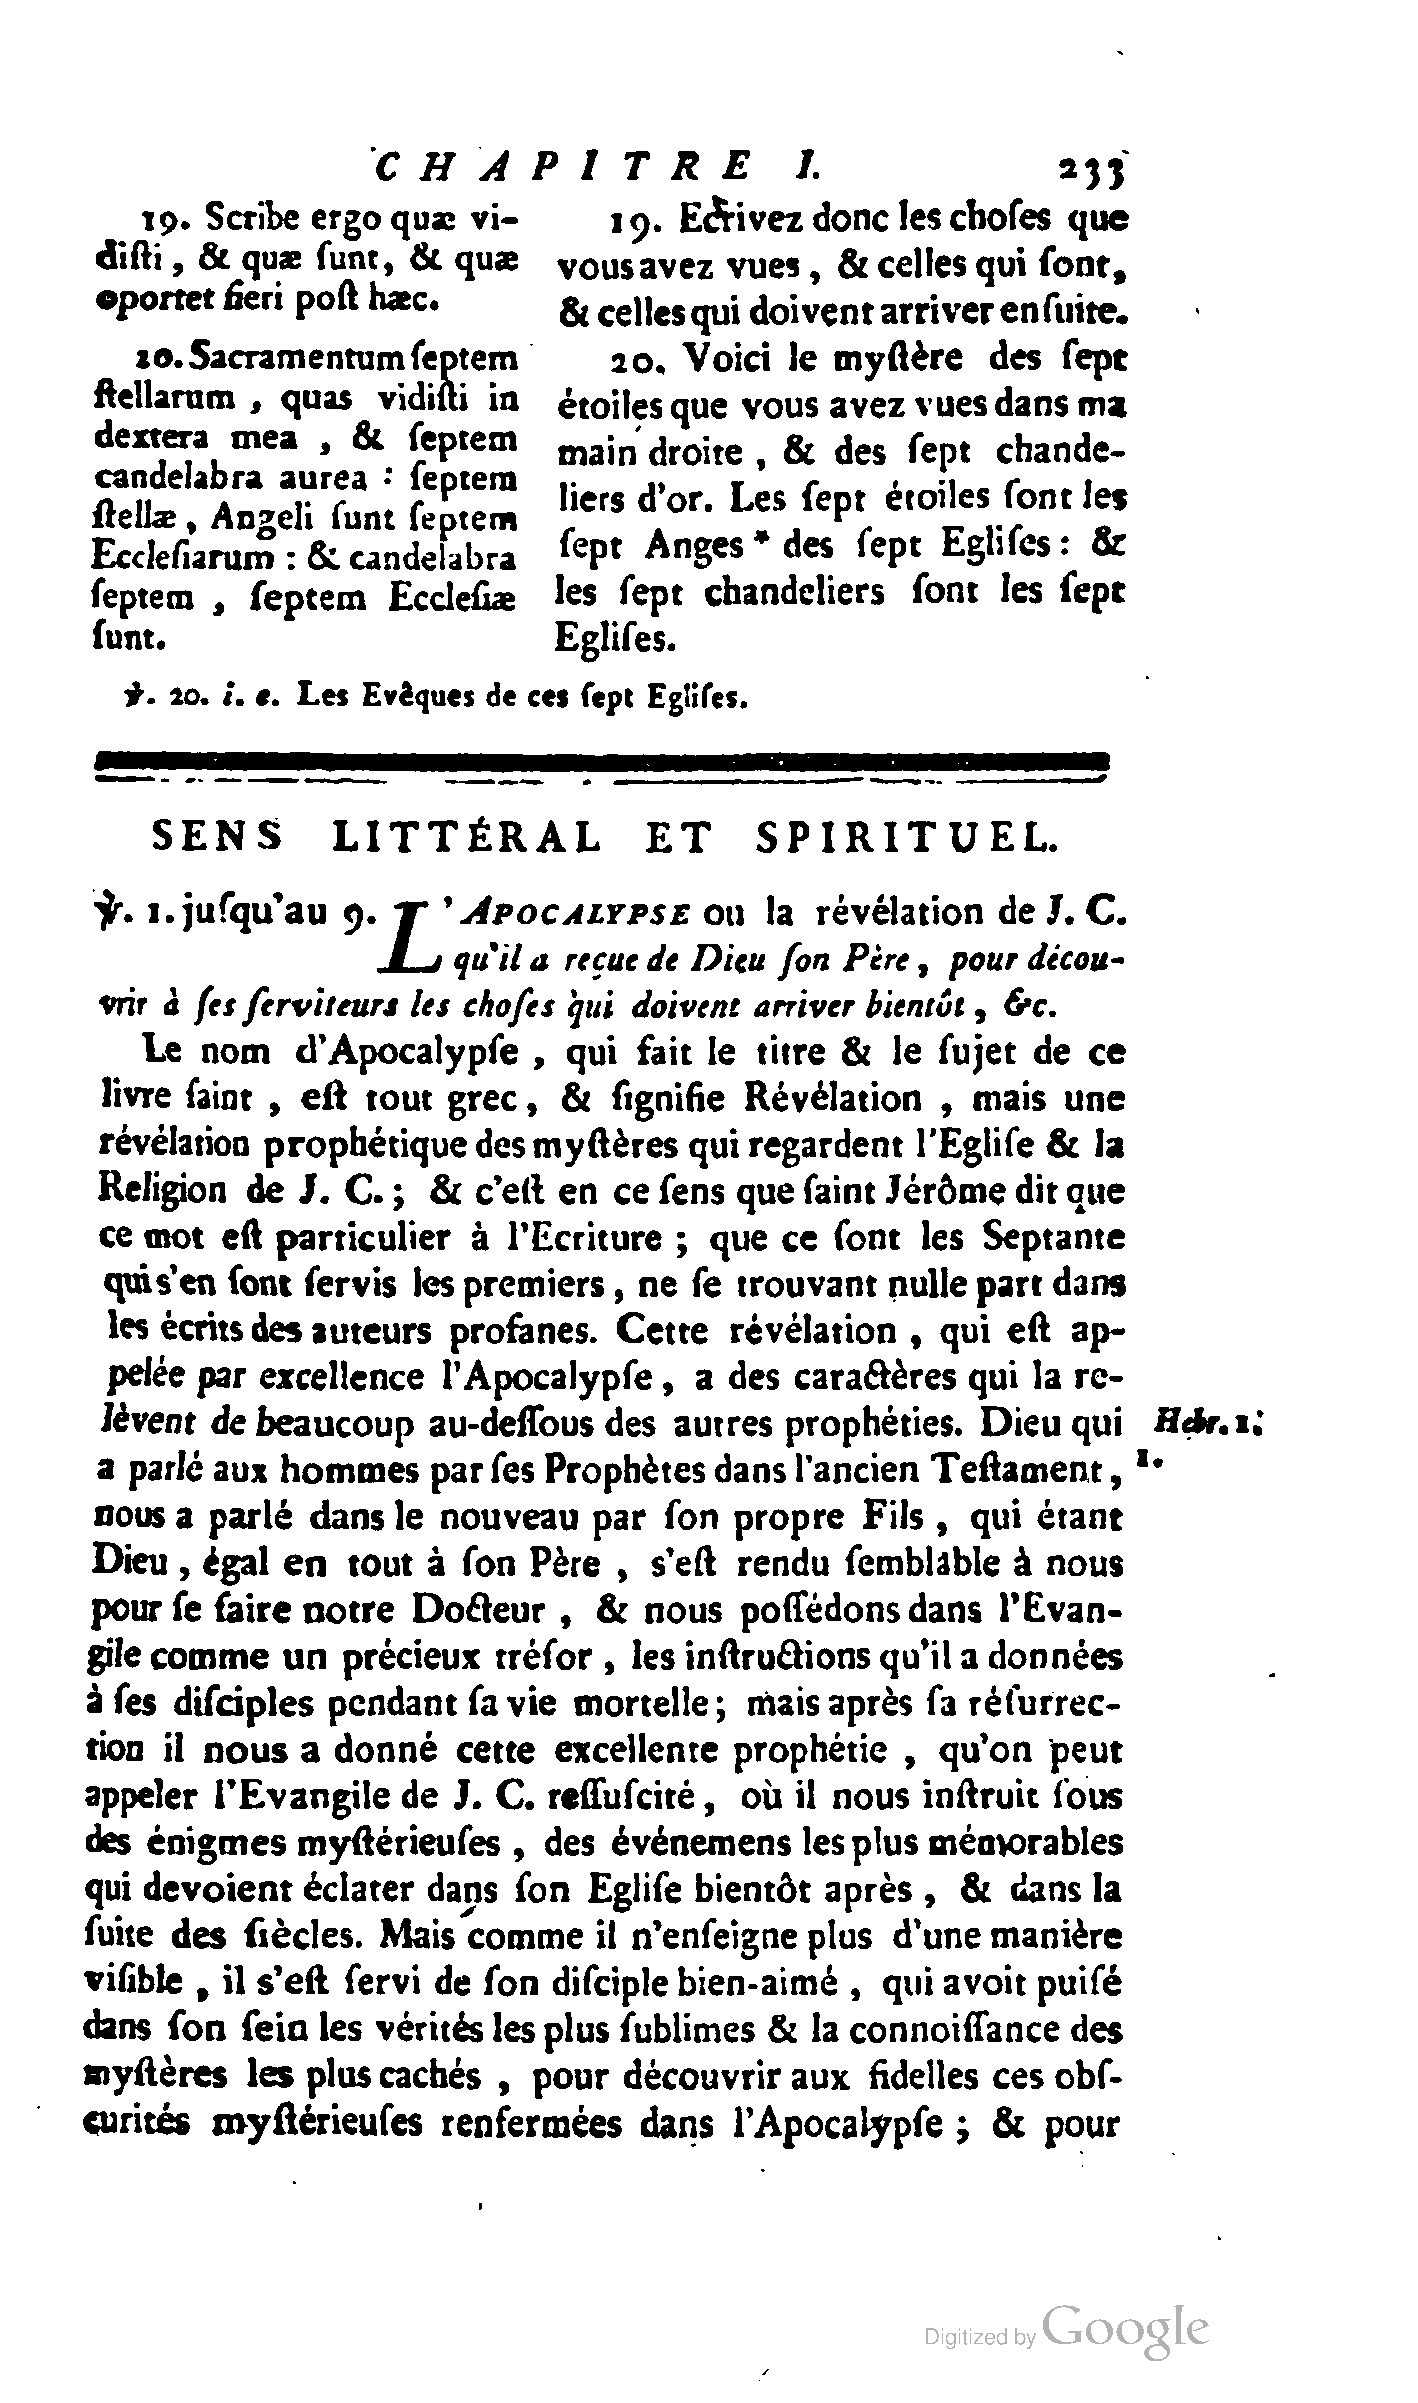 CHAPITRE I. 233
19. Scribe ergo quæ vi-
diſti, & quæ ſunt, & quæ
oportet fieri poſt hæc.
20. Sacramentum ſeptem
ſtellarum, quas vidiſti in
dextera mea, & ſeptem
candelabra aurea : ſeptem
ſtellæ, Angeli ſunt ſeptem
Eccleſiarum : & candelabra
ſeptem, ſeptem Eccleſiæ
ſunt.
19. Ecrivez donc les choſes que
vous avez vues, & celles qui ſont,
& celles qui doivent arriver enſuite.
20. Voici le myſtère des ſept
étoiles que vous avez vues dans ma
main droite, & des ſept chande-
liers d'or. Les ſept étoiles ſont les
ſept Anges * des ſept Egliſes : &
les ſept chandeliers ſont les ſept
Egliſes.
℣. 20. i. e. Les Evêques de ces ſept Egliſes.
SENS LITTÉRAL ET SPIRITUEL.
℣. 1. juſqu'au 9. L'APOCALYPSE ou la révélation de J. C.
qu'il a reçue de Dieu ſon Père, pour décou-
vrir à ſes ſerviteurs les choſes qui doivent arriver bientôt, &c.
Le nom d'Apocalypſe, qui fait le titre & le ſujet de ce
livre ſaint, eſt tout grec, & ſignifie Révélation, mais une
révélation prophétique des myſtères qui regardent l'Egliſe & la
Religion de J. C.; & c'eſt en ce ſens que ſaint Jérôme dit que
ce mot eſt particulier à l'Ecriture ; que ce ſont les Septante
qui s'en ſont ſervis les premiers, ne ſe trouvant nulle part dans
les écrits des auteurs profanes. Cette révélation, qui eſt ap-
pelée par excellence l'Apocalypſe, a des caractères qui la re-
lèvent de beaucoup au-deſſous des autres prophéties. Dieu qui
Hebr. 1.
1.
a parlé aux hommes par ſes Prophètes dans l'ancien Teſtament,
nous a parlé dans le nouveau par ſon propre Fils, qui étant
Dieu, égal en tout à ſon Père, s'eſt rendu ſemblable à nous
pour ſe faire notre Docteur, & nous poſſédons dans l'Evan-
gile comme un précieux tréſor, les inſtructions qu'il a données
à ſes diſciples pendant ſa vie mortelle; mais après ſa réſurrec-
tion il nous a donné cette excellente prophétie, qu'on peut
appeler l'Evangile de J. C. reſſuſcité, où il nous inſtruit ſous
des énigmes myſtérieuſes, des événemens les plus mémorables
qui devoient éclater dans ſon Egliſe bientôt après, & dans la
ſuite des ſiècles. Mais comme il n'enſeigne plus d'une manière
viſible, il s'eſt ſervi de ſon diſciple bien-aimé, qui avoit puiſé
dans ſon ſein les vérités les plus ſublimes & la connoiſſance des
myſtères les plus cachés, pour découvrir aux fidelles ces obſ-
curités myſtérieuſes renfermées dans l'Apocalypſe ; & pour
Digitized by Google